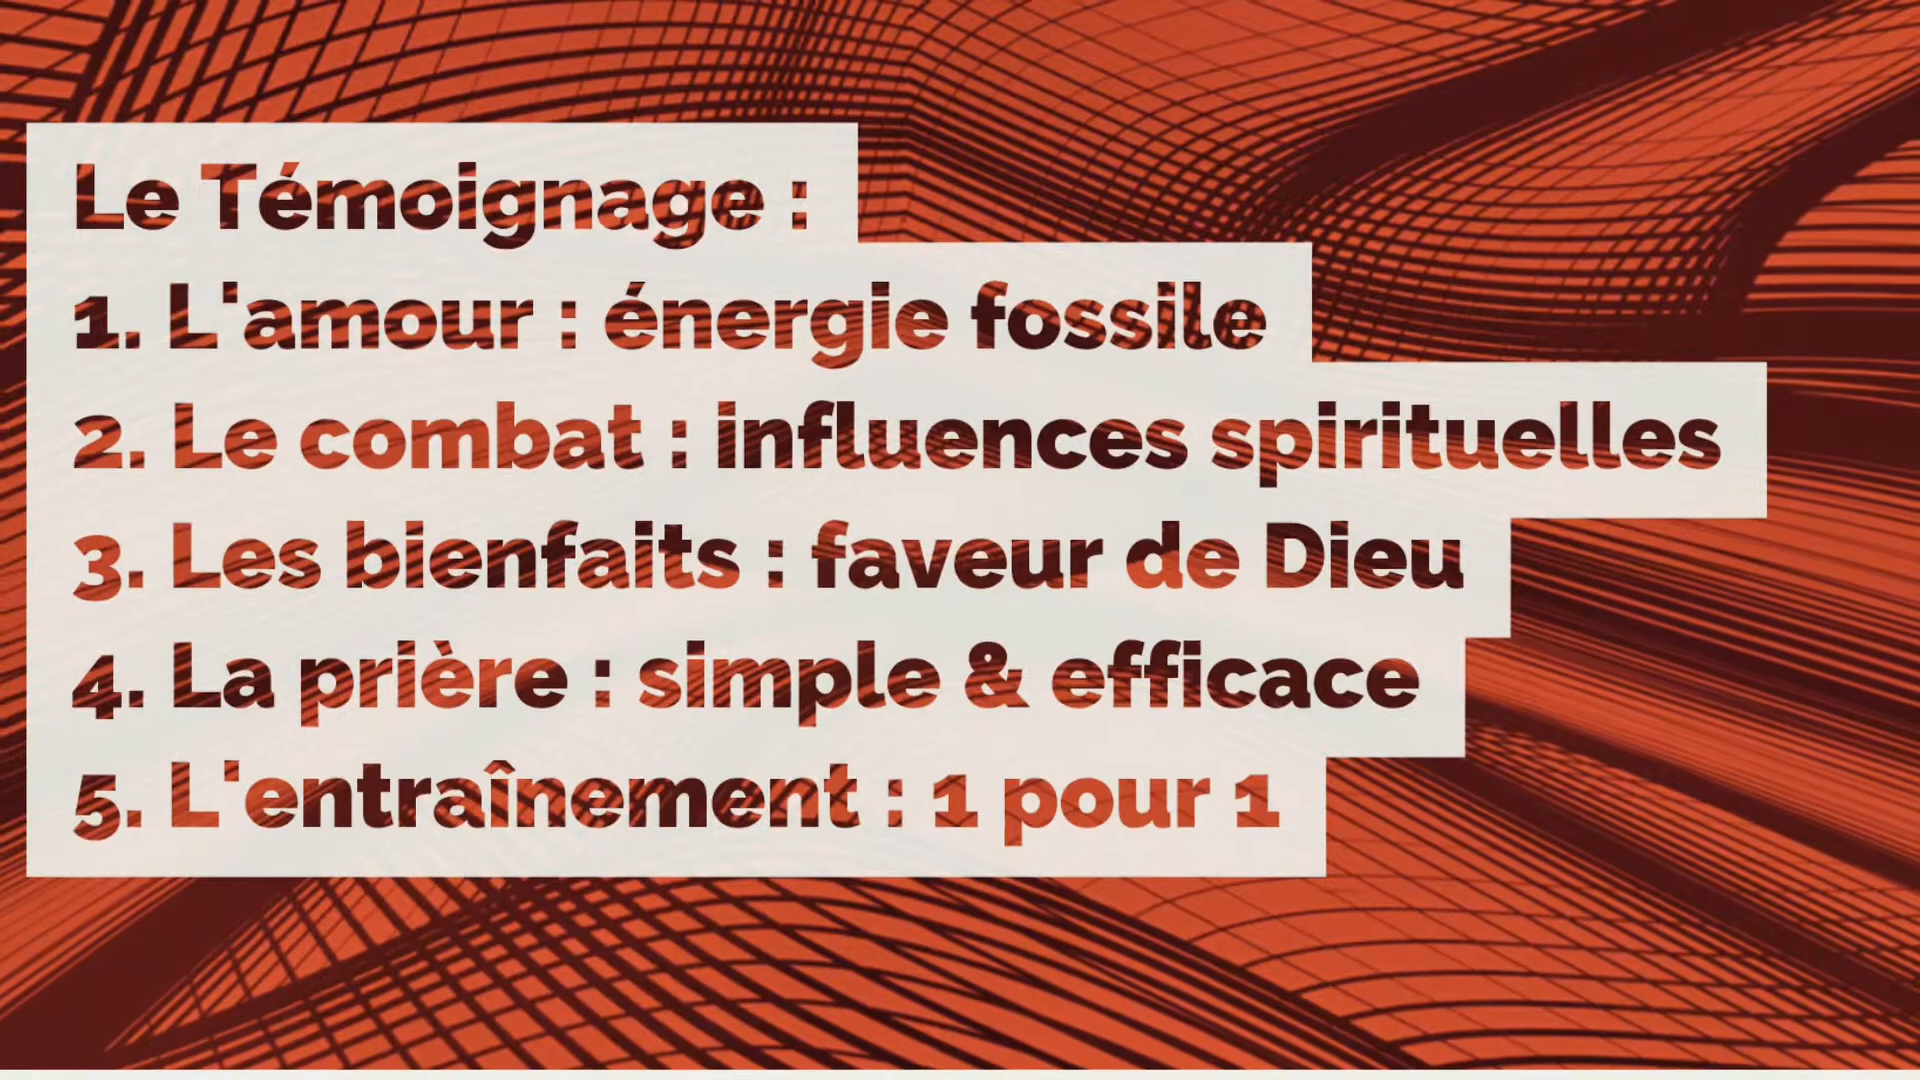 Le Témoignage :
1. L'amour : énergie fossile
2. Le combat : influences spirituelles
3. Les bienfaits : faveur de Dieu
4. La prière : simple & efficace
5. L'entraînement : 1 pour 1